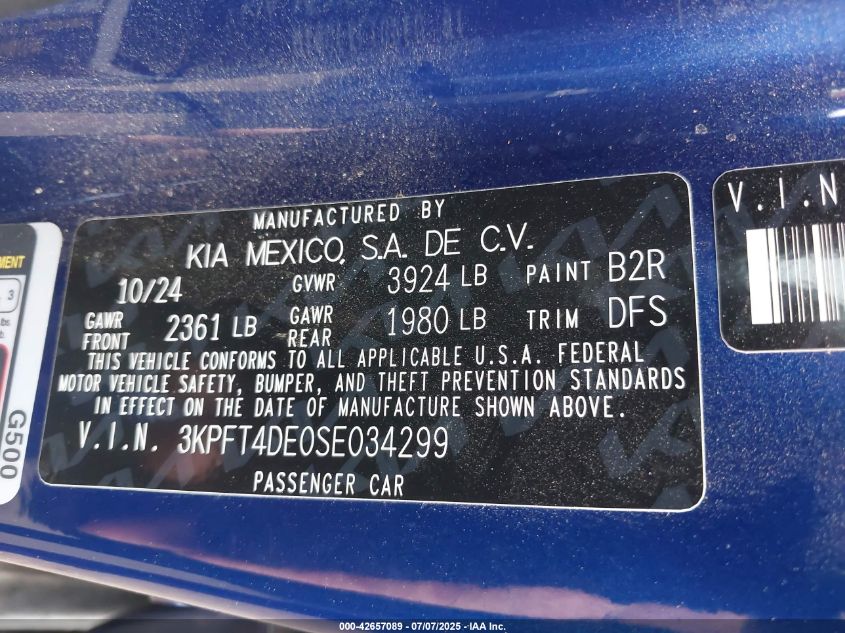 MANUFACTURED BY
KIA MEXICO, S.A. DE C.V.
10/24 GVWR 3924 LB PAINT B2R
GAWR FRONT 2361 LB GAWR REAR 1980 LB TRIM DFS
THIS VEHICLE CONFORMS TO ALL APPLICABLE U.S.A. FEDERAL
MOTOR VEHICLE SAFETY, BUMPER, AND THEFT PREVENTION STANDARDS
IN EFFECT ON THE DATE OF MANUFACTURE SHOWN ABOVE.
V.I.N. 3KPFT4DE0SE034299
PASSENGER CAR
V.I.N
3
G500
000-42657089 - 07/07/2025 - IAA Inc.